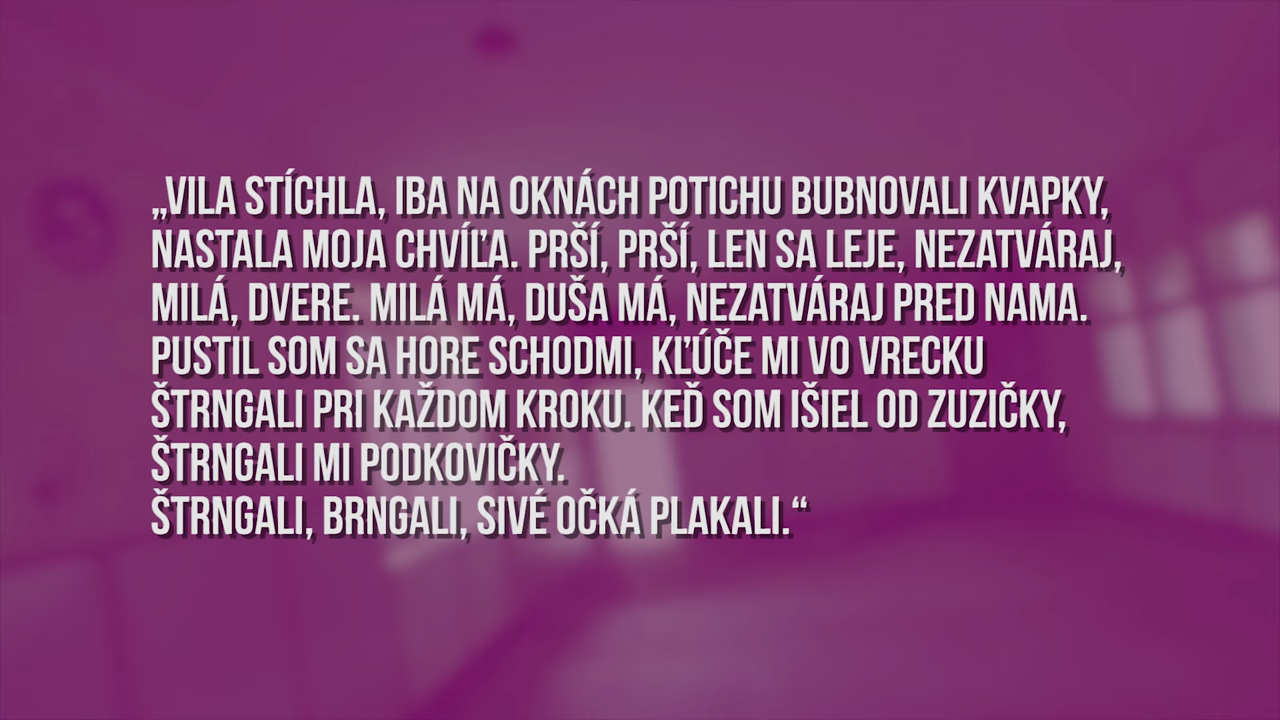 „VILA STÍCHLA, IBA NA OKNÁCH POTICHU BUBNOVALI KVAPKY,
NASTALA MOJA CHVÍĽA. PRŠÍ, PRŠÍ, LEN SA LEJE, NEZATVÁRAJ,
MILÁ, DVERE. MILÁ MÁ, DUŠA MÁ, NEZATVÁRAJ PRED NAMA.
PUSTIL SOM SA HORE SCHODMI, KĽÚČE MI VO VRECKU
ŠTRNGALI PRI KAŽDOM KROKU. KEĎ SOM IŠIEL OD ZUZIČKY,
ŠTRNGALI MI PODKOVIČKY.
ŠTRNGALI, BRNGALI, SIVÉ OČKÁ PLAKALI.“